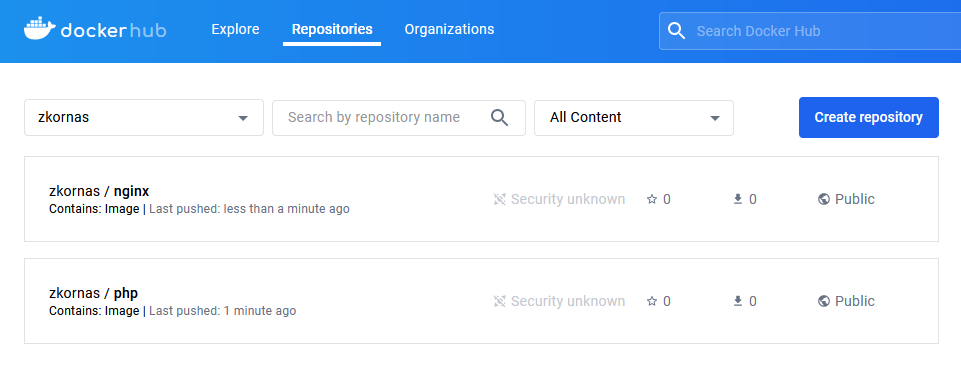 dockerhub Explore Repositories Organizations Search Docker Hub
zkornas Search by repository name All Content Create repository
zkornas / nginx
Contains: Image | Last pushed: less than a minute ago
Security unknown 0 0 Public
zkornas / php
Contains: Image | Last pushed: 1 minute ago
Security unknown 0 0 Public